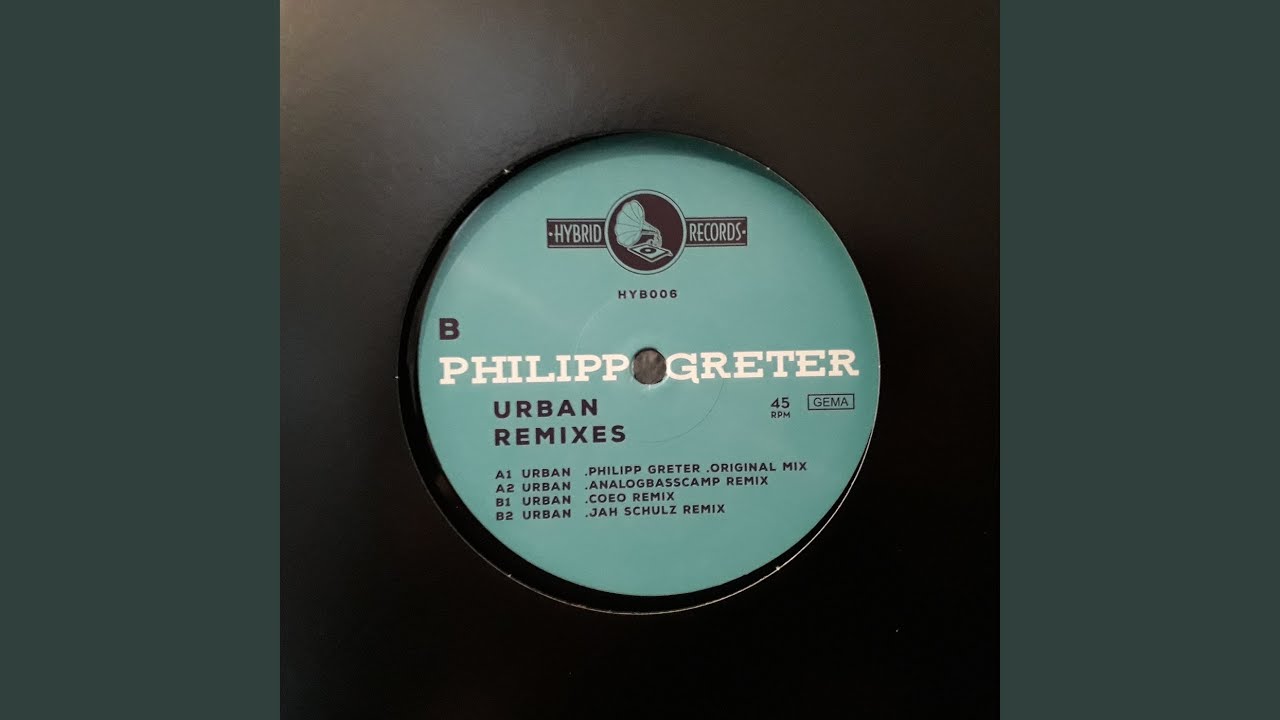 ·HYBRID RECORDS·
HYB006
B
PHILIPP GRETER
URBAN
REMIXES
45
RPM
GEMA
A1 URBAN .PHILIPP GRETER .ORIGINAL MIX
A2 URBAN .ANALOGBASSCAMP REMIX
B1 URBAN .COEO REMIX
B2 URBAN .JAH SCHULZ REMIX